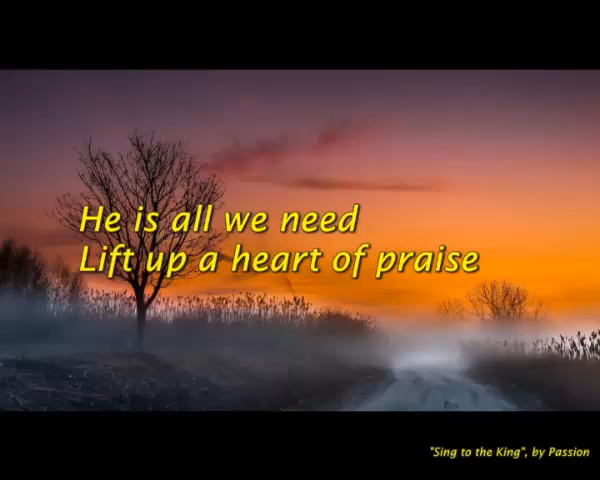 He is all we need
Lift up a heart of praise
"Sing to the King", by Passion